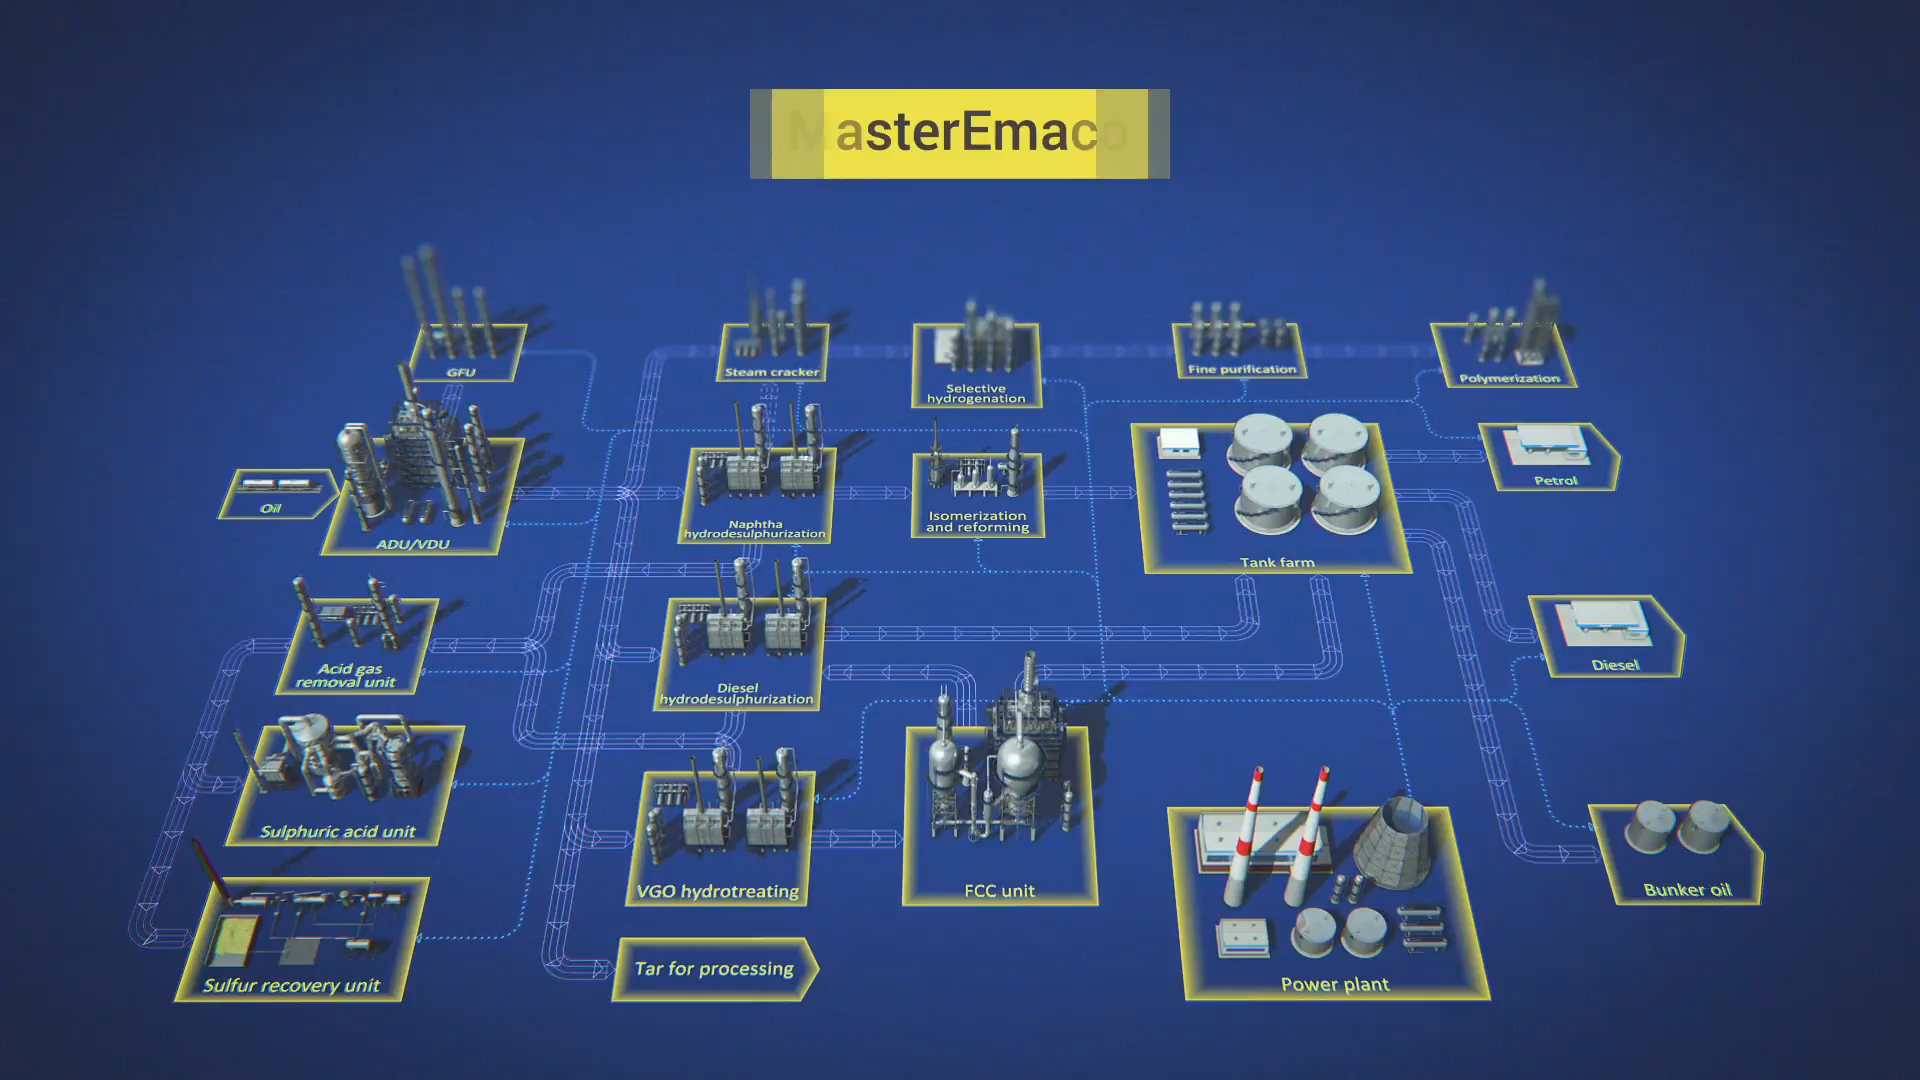 MasterEmaco
GFU
Steam cracker
Selective
hydrogenation
Fine purification
Polymerization
Oil
ADU/VDU
Naphtha
hydrodesulphurization
Isomerization
and reforming
Tank farm
Petrol
Acid gas
removal unit
Diesel
hydrodesulphurization
Diesel
Sulphuric acid unit
VGO hydrotreating
FCC unit
Bunker oil
Sulfur recovery unit
Tar for processing
Power plant